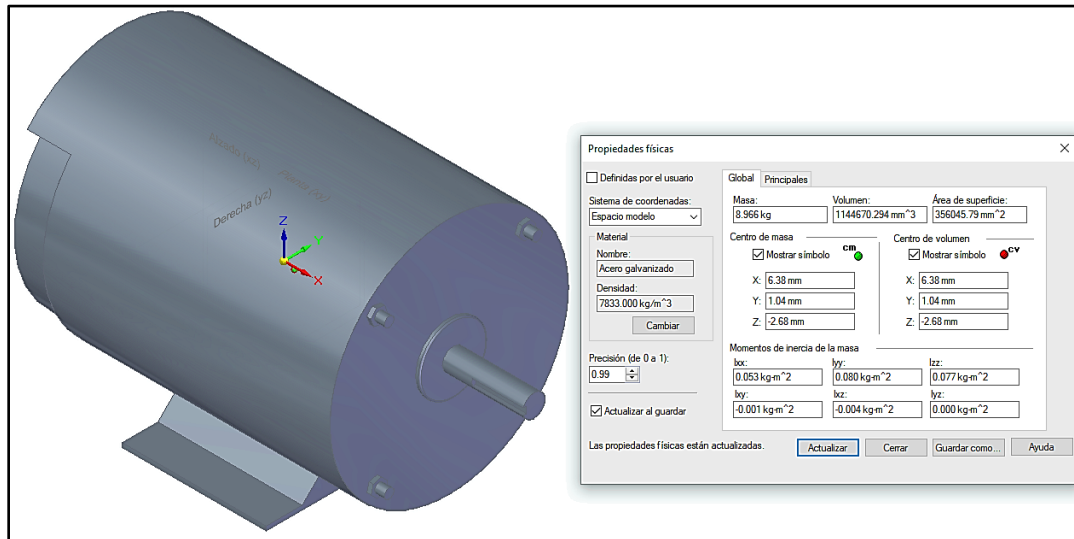 Derecha (yz)
Z
Y
X
Propiedades físicas
Definidas por el usuario
Sistema de coordenadas:
Espacio modelo
Material
Nombre:
Acero galvanizado
Densidad:
7833.000 kg/m^3
Cambiar
Precisión (de 0 a 1):
0.99
Actualizar al guardar
Global Principales
Masa: Volumen: Área de superficie:
8.966 kg 1144670.294 mm^3 356045.79 mm^2
Centro de masa Centro de volumen
Mostrar símbolo cm Mostrar símbolo cv
X: 6.38 mm X: 6.38 mm
Y: 1.04 mm Y: 1.04 mm
Z: -2.68 mm Z: -2.68 mm
Momentos de inercia de la masa
Ixx: Iyy: Izz:
0.053 kg-m^2 0.080 kg-m^2 0.077 kg-m^2
Ixy: Ixz: Iyz:
-0.001 kg-m^2 -0.004 kg-m^2 0.000 kg-m^2
Las propiedades físicas están actualizadas. Actualizar Cerrar Guardar como... Ayuda